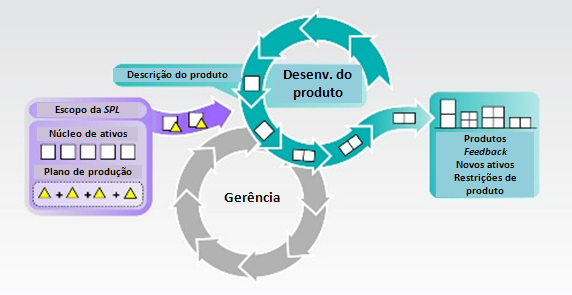 Descrição do produto
Desenv. do
produto
Escopo da SPL
Núcleo de ativos
Plano de produção
+ + +
Gerência
Produtos
Feedback
Novos ativos
Restrições de
produto